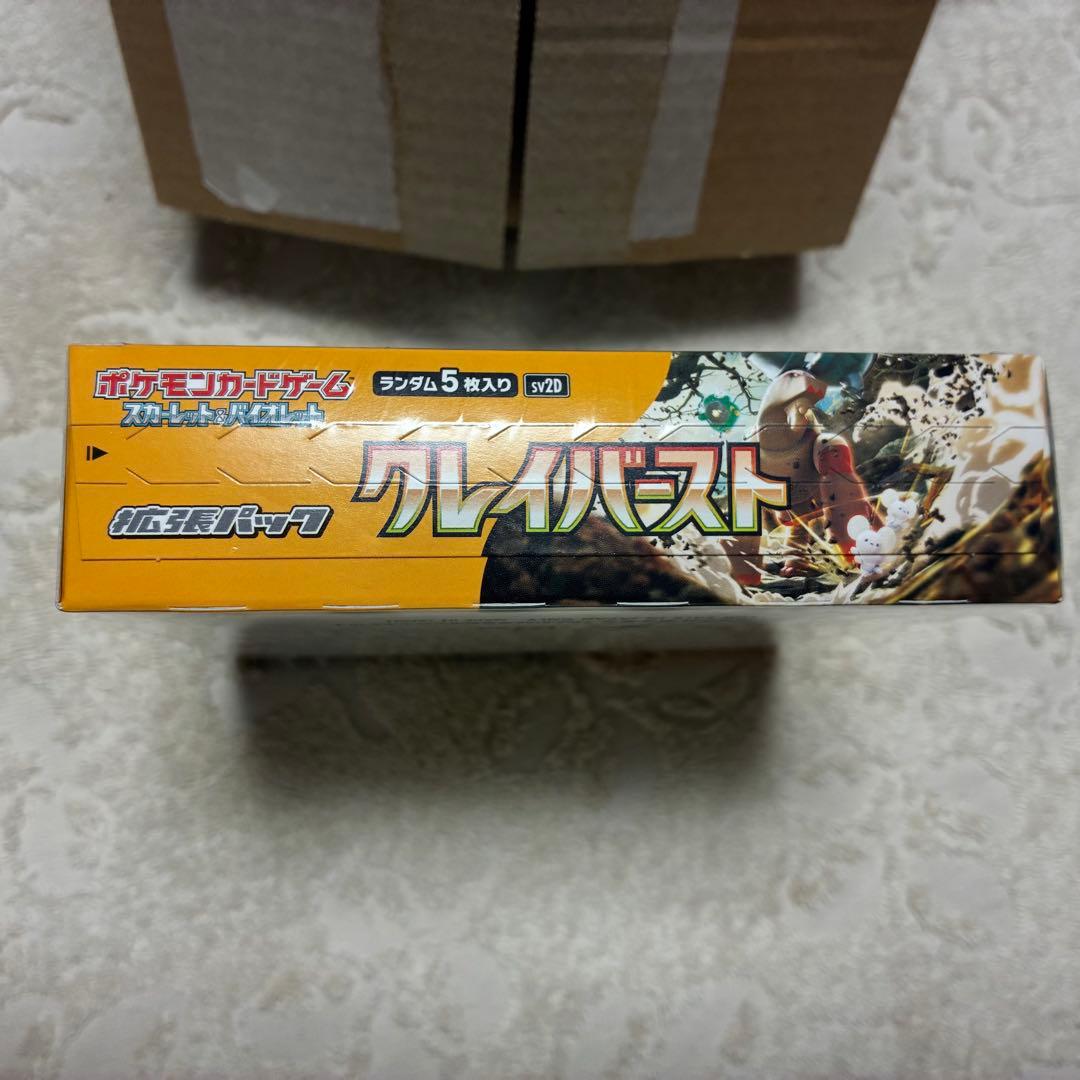 ポケモンカードゲーム
スカーレット&バイオレット
ランダム5枚入り
SV2D
拡張パック
クレイバースト